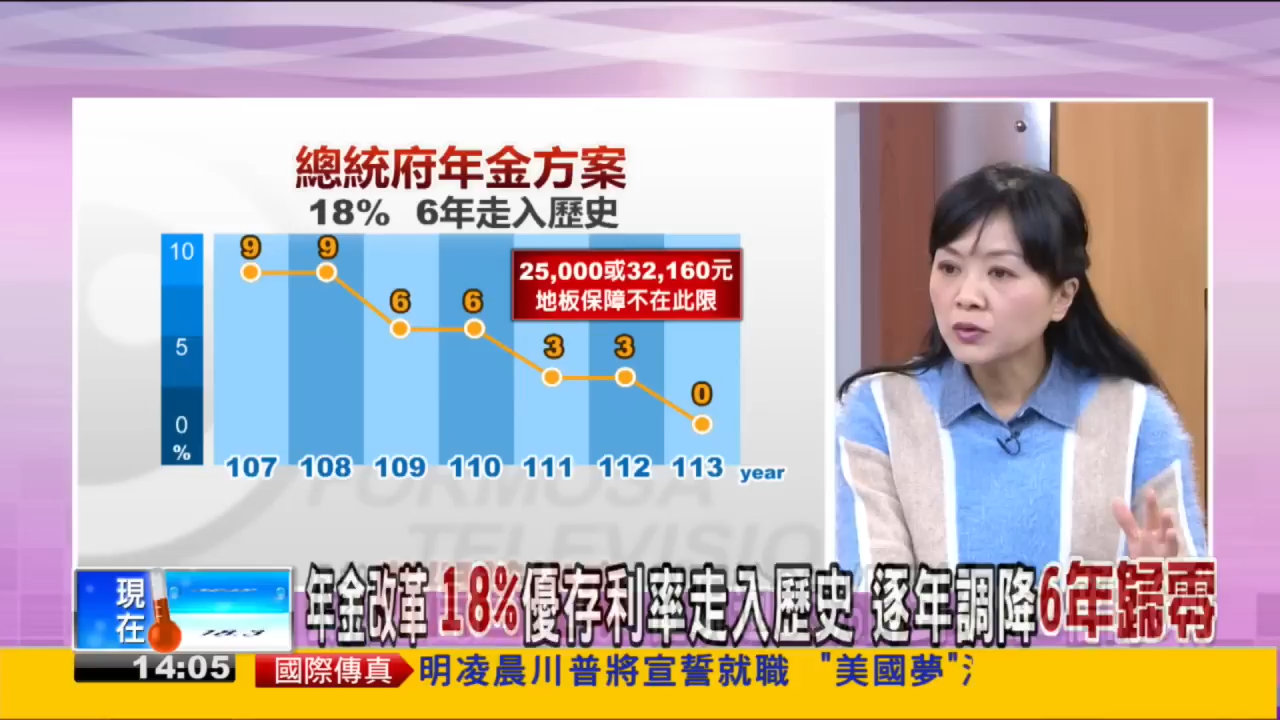 總統府年金方案
18% 6年走入歷史
10
5
0
%
9
9
6
6
3
3
0
25,000或32,160元
地板保障不在此限
107 108 109 110 111 112 113 year
FORMOSA
TELEVISION
現在
18.3
年金改革 18%優存利率走入歷史 逐年調降6年歸零
14:05
國際傳真
明凌晨川普將宣誓就職 "美國夢"